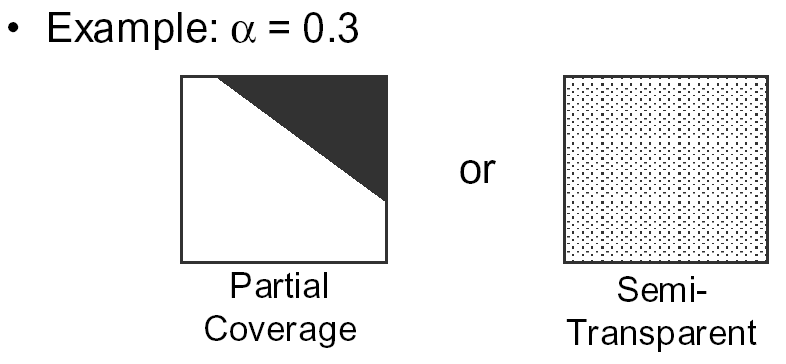 • Example: α = 0.3
or
Partial
Coverage
Semi-
Transparent